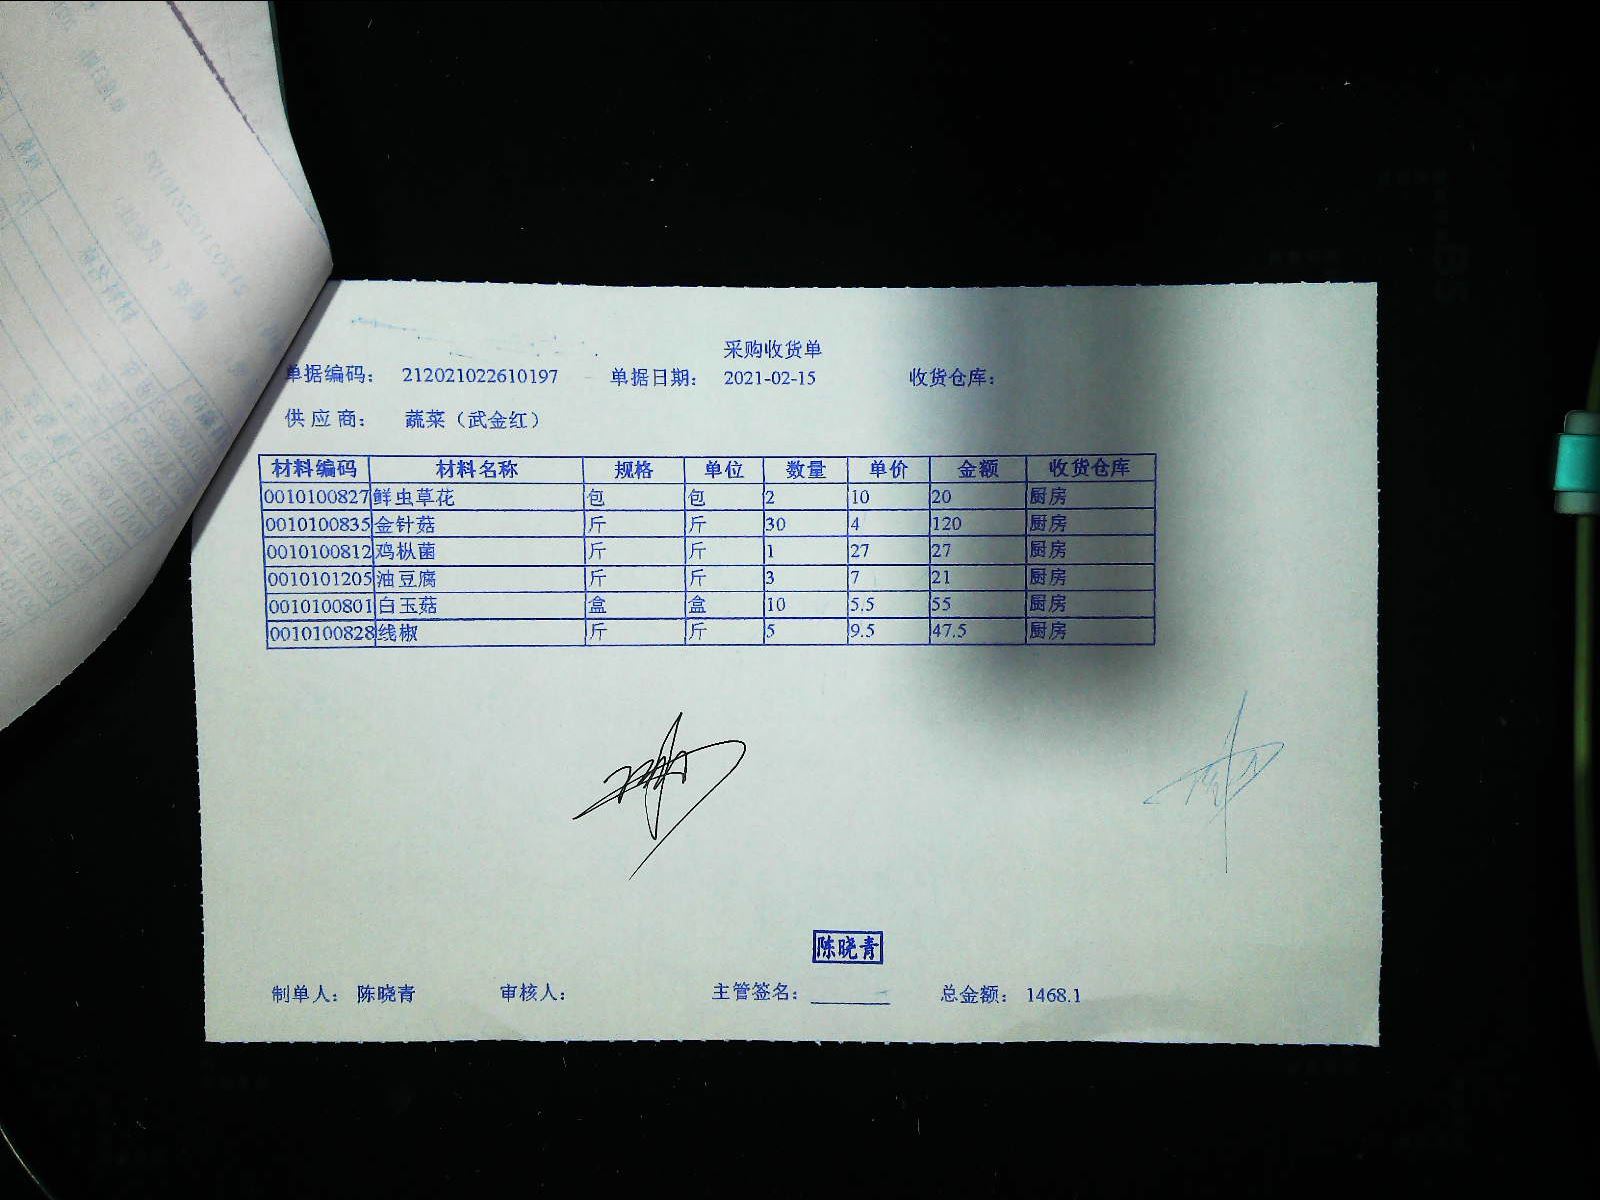 采购收货单
单据编码： 212021022610197 单据日期： 2021-02-15 收货仓库：
供应商： 蔬菜（武金红）
材料编码 材料名称 规格 单位 数量 单价 金额 收货仓库
0010100827 鲜虫草花 包 包 2 10 20 厨房
0010100835 金针菇 斤 斤 30 4 120 厨房
0010100812 鸡枞菌 斤 斤 1 27 27 厨房
0010101205 油豆腐 斤 斤 3 7 21 厨房
0010100801 白玉菇 盒 盒 10 5.5 55 厨房
0010100828 线椒 斤 斤 5 9.5 47.5 厨房
陈晓青
制单人： 陈晓青 审核人： 主管签名： 总金额： 1468.1